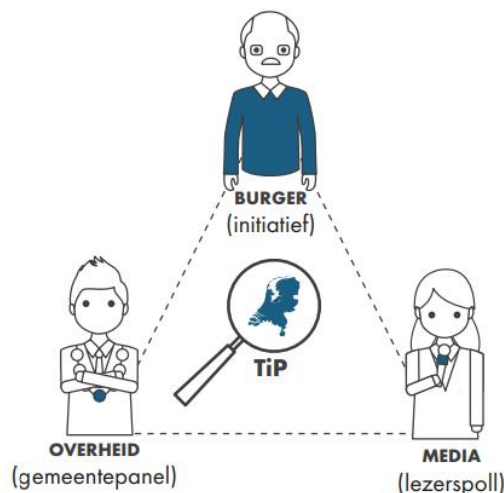 BURGER
(initiatief)
TiP
OVERHEID
(gemeentepanel)
MEDIA
(lezerspoll)